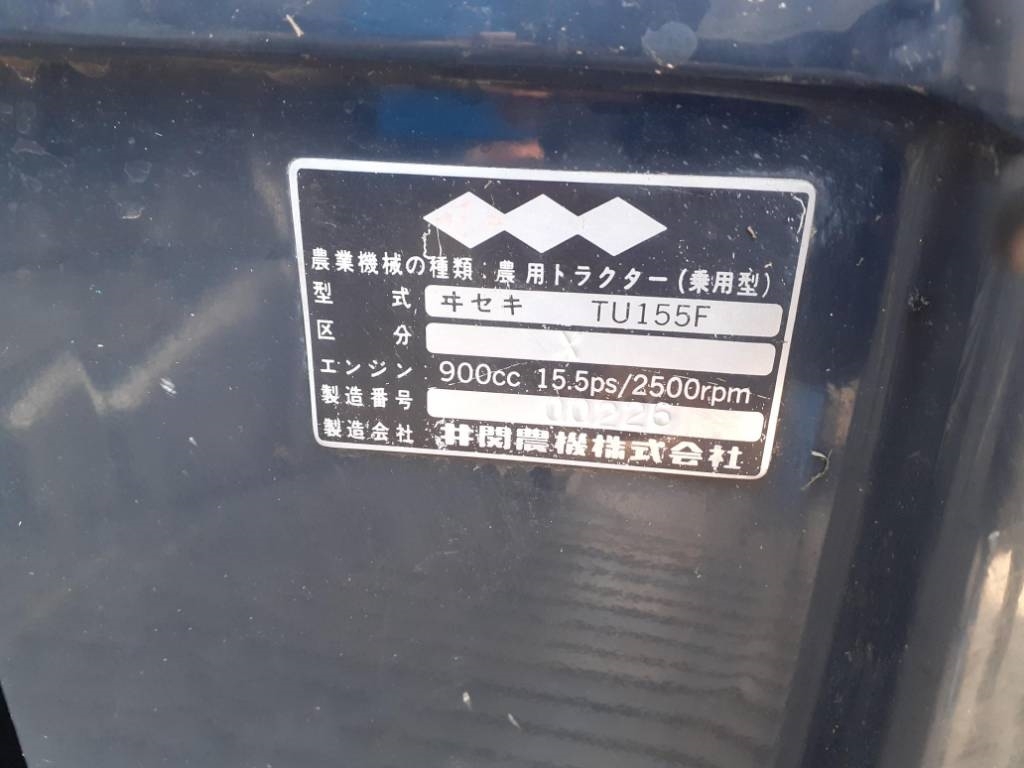 農業機械の種類：農用トラクター(乗用型)
型 式 ヰセキ TU155F
区 分 Y
エンジン 900cc 15.5ps/2500rpm
製造番号 00226
製造会社 井関農機株式会社